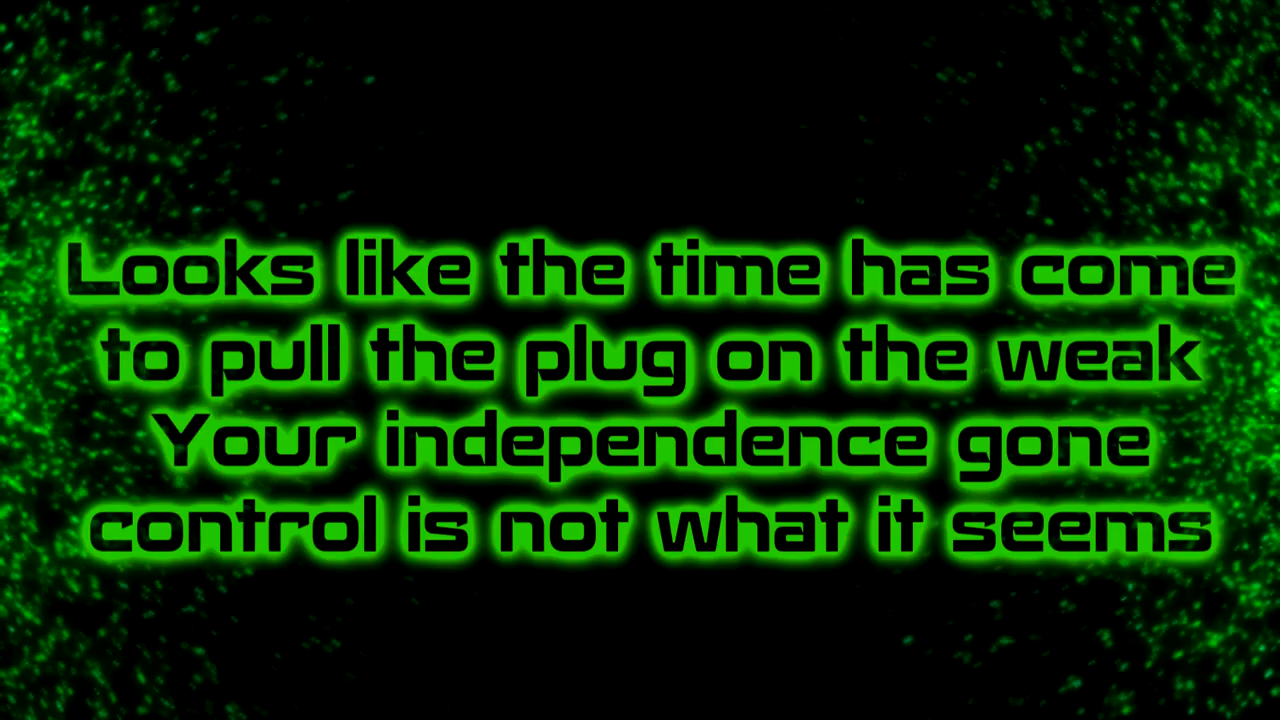 Looks like the time has come
to pull the plug on the weak
Your independence gone
control is not what it seems